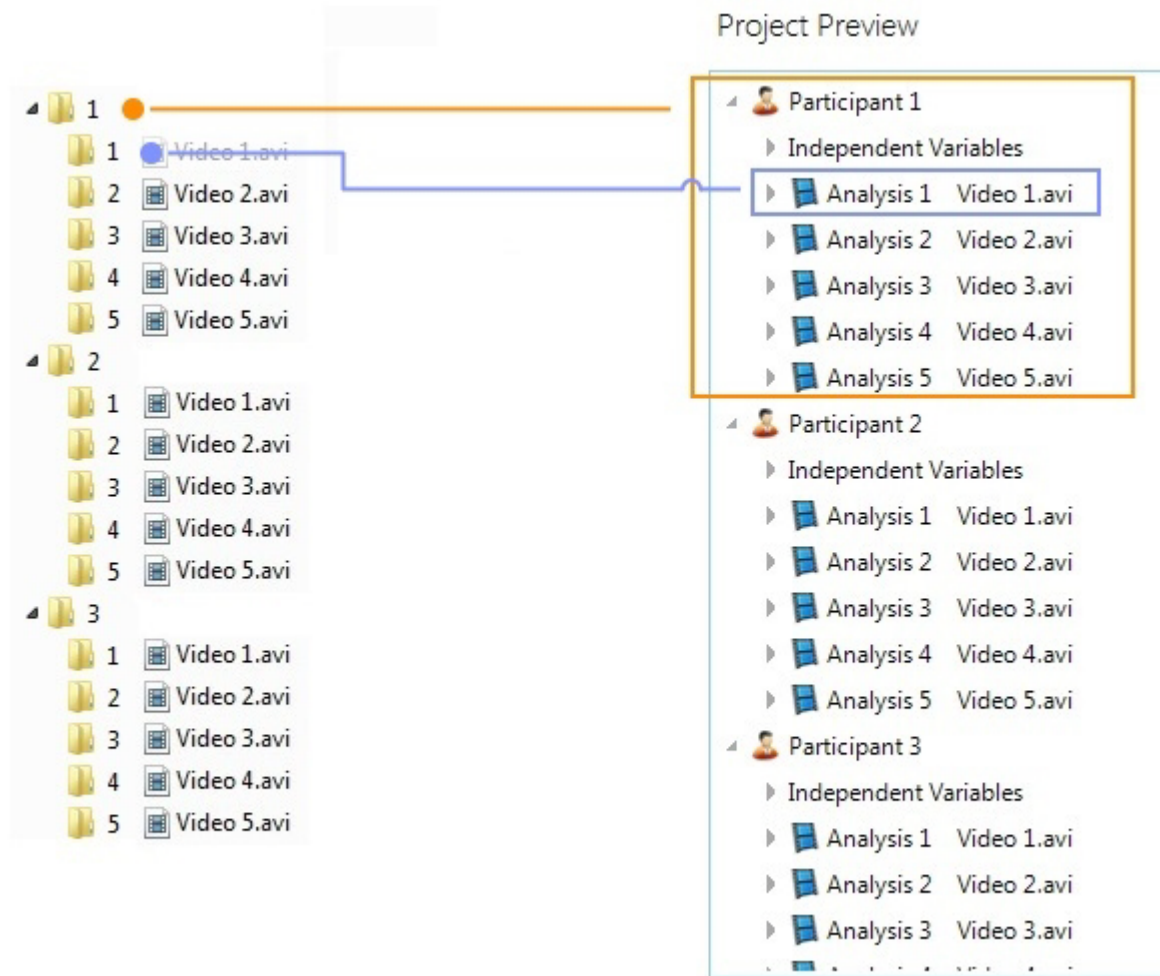 Project Preview
1
1 Video 1.avi
2 Video 2.avi
3 Video 3.avi
4 Video 4.avi
5 Video 5.avi
2
1 Video 1.avi
2 Video 2.avi
3 Video 3.avi
4 Video 4.avi
5 Video 5.avi
3
1 Video 1.avi
2 Video 2.avi
3 Video 3.avi
4 Video 4.avi
5 Video 5.avi
Participant 1
Independent Variables
Analysis 1 Video 1.avi
Analysis 2 Video 2.avi
Analysis 3 Video 3.avi
Analysis 4 Video 4.avi
Analysis 5 Video 5.avi
Participant 2
Independent Variables
Analysis 1 Video 1.avi
Analysis 2 Video 2.avi
Analysis 3 Video 3.avi
Analysis 4 Video 4.avi
Analysis 5 Video 5.avi
Participant 3
Independent Variables
Analysis 1 Video 1.avi
Analysis 2 Video 2.avi
Analysis 3 Video 3.avi